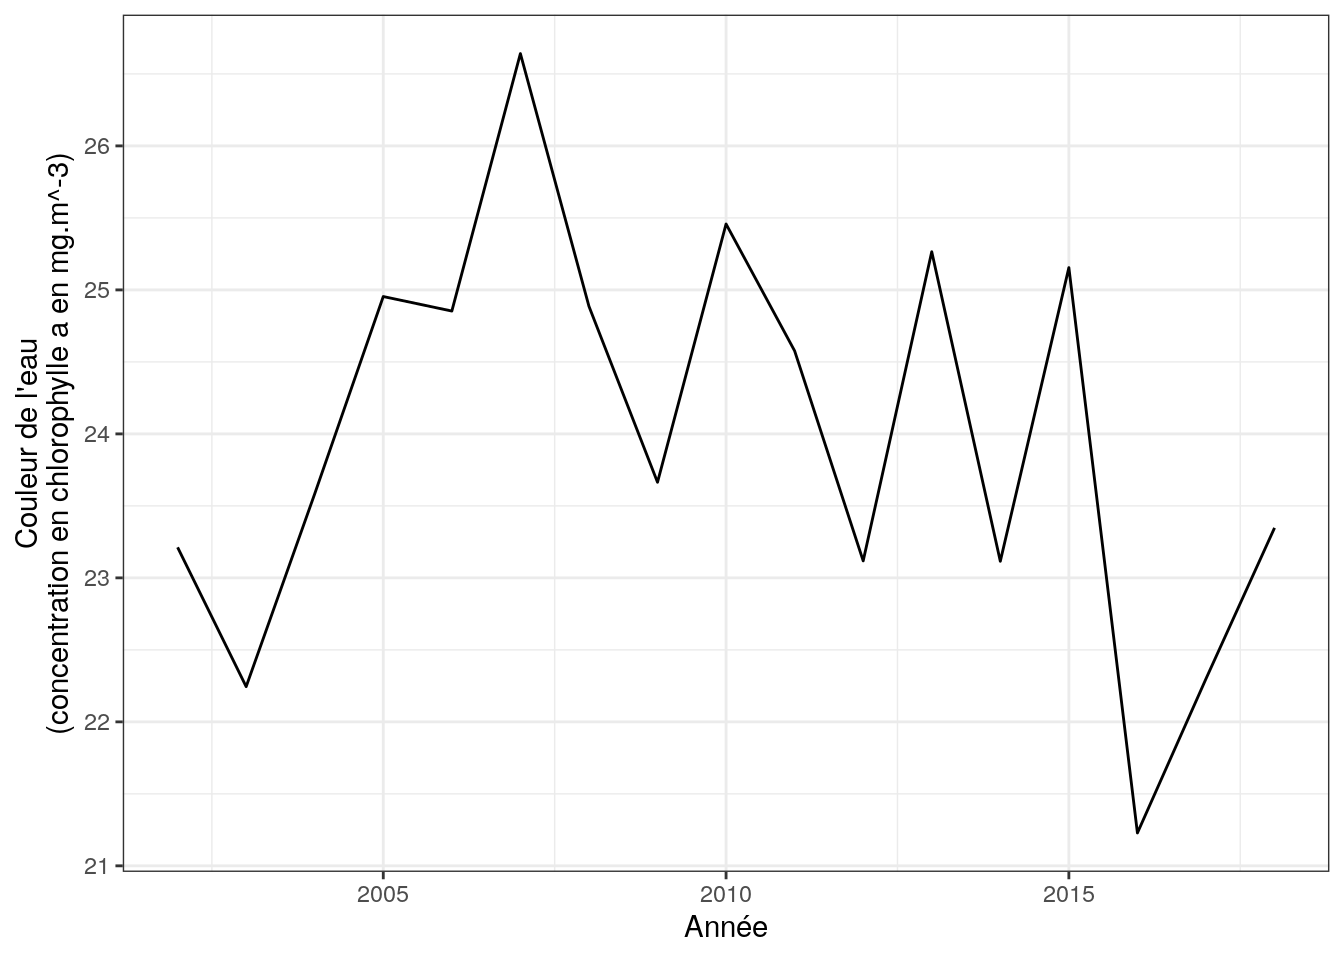 Couleur de l'eau
(concentration en chlorophylle a en mg.m^-3)
26
25
24
23
22
21
2005 2010 2015
Année